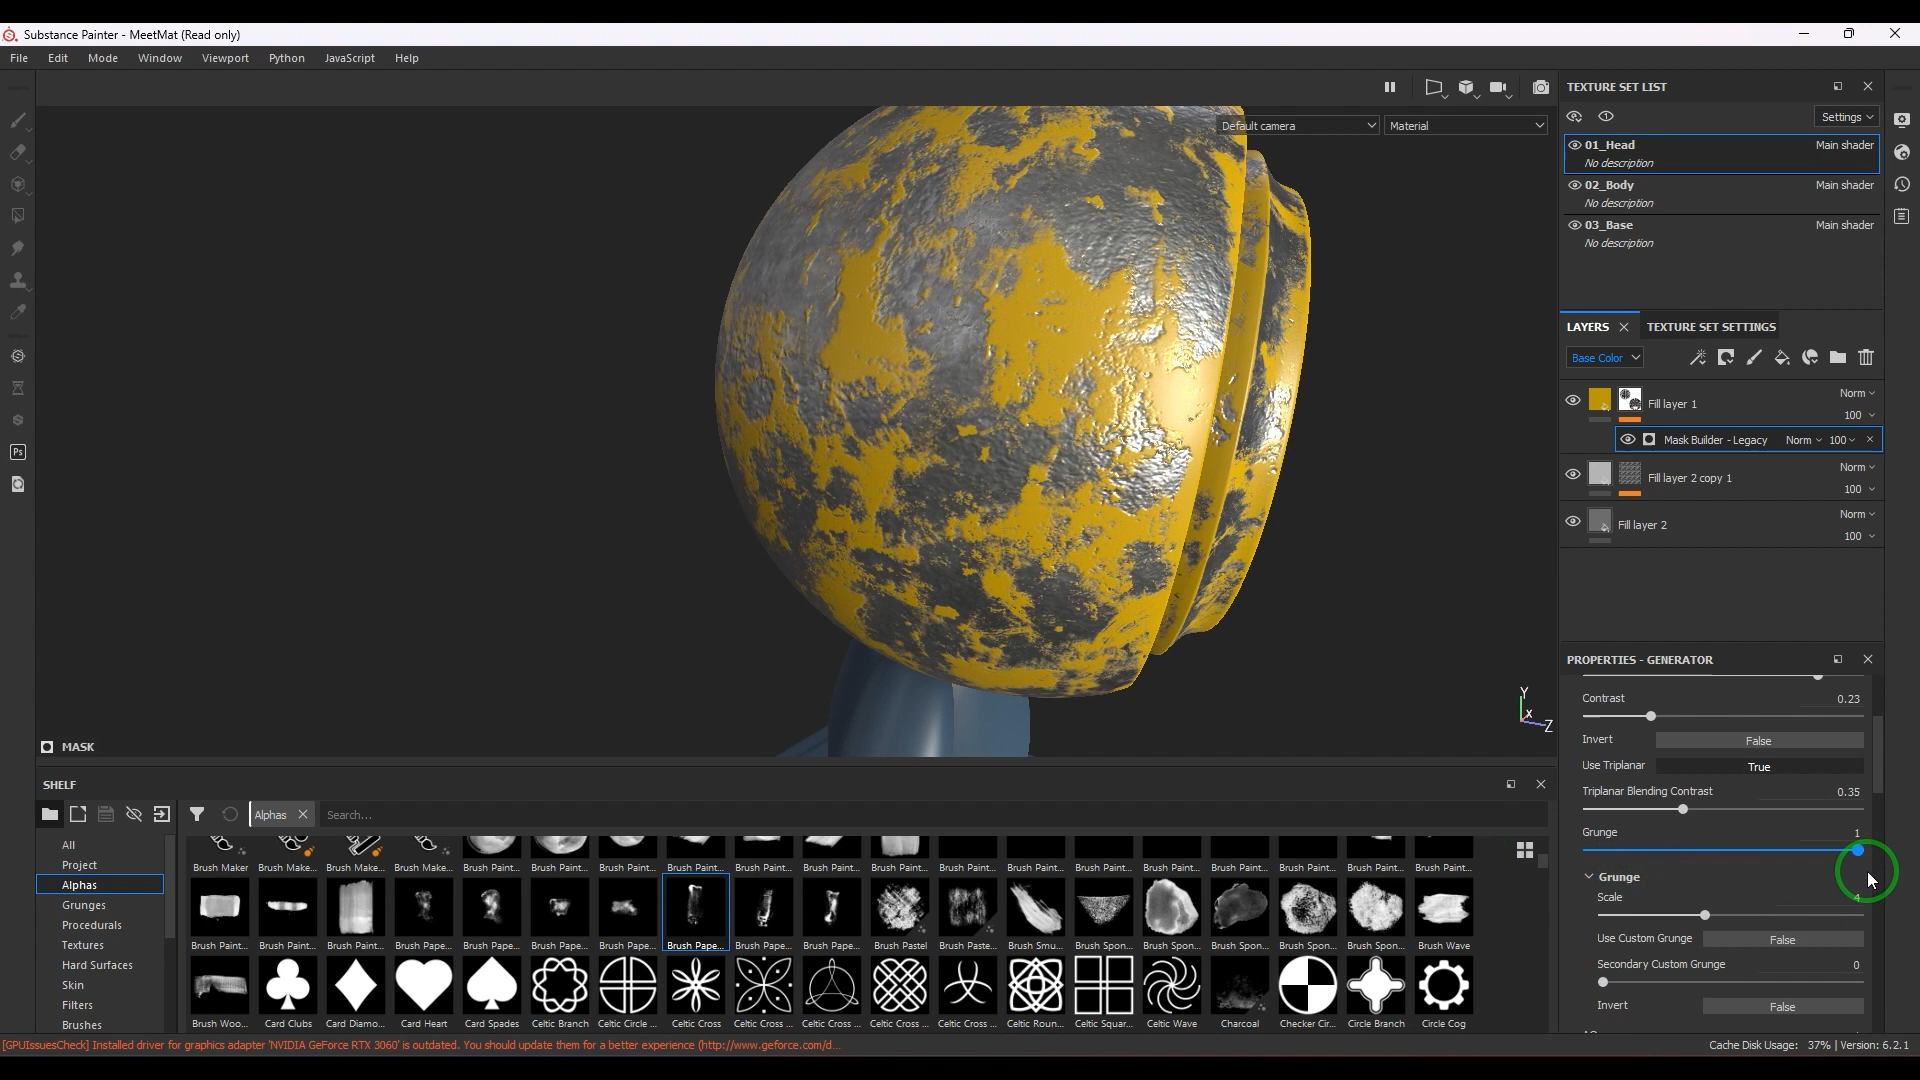 Substance Painter - MeetMat (Read only)
File Edit Mode Window Viewport Python JavaScript Help
Default camera Material
TEXTURE SET LIST
Settings
01_Head Main shader
No description
02_Body Main shader
No description
03_Base Main shader
No description
LAYERS TEXTURE SET SETTINGS
Base Color
Norm
Fill layer 1
100
Mask Builder - Legacy Norm 100
Norm
Fill layer 2 copy 1
100
Norm
Fill layer 2
100
PROPERTIES - GENERATOR
Contrast 0.23
Invert False
Use Triplanar True
Triplanar Blending Contrast 0.35
Grunge 1
Grunge
Scale 4
Use Custom Grunge False
Secondary Custom Grunge 0
Invert False
Y
X
Z
MASK
SHELF
Alphas Search...
All
Project
Alphas
Grunges
Procedurals
Textures
Hard Surfaces
Skin
Filters
Brushes
Brush Maker Brush Make... Brush Make... Brush Make... Brush Paint... Brush Paint... Brush Paint... Brush Paint... Brush Paint... Brush Paint... Brush Paint... Brush Paint... Brush Paint... Brush Paint... Brush Paint... Brush Paint... Brush Paint... Brush Paint... Brush Paint...
Brush Paint... Brush Paint... Brush Paint... Brush Pape... Brush Pape... Brush Pape... Brush Pape... Brush Pape... Brush Pape... Brush Pape... Brush Pastel Brush Paste... Brush Smu... Brush Spon... Brush Spon... Brush Spon... Brush Spon... Brush Spon... Brush Wave
Brush Woo... Card Clubs Card Diamo... Card Heart Card Spades Celtic Branch Celtic Circle ... Celtic Cross Celtic Cross ... Celtic Cross ... Celtic Cross ... Celtic Cross ... Celtic Roun... Celtic Squar... Celtic Wave Charcoal Checker Cir... Circle Branch Circle Cog
[GPUIssuesCheck] Installed driver for graphics adapter 'NVIDIA GeForce RTX 3060' is outdated. You should update them for a better experience (http://www.geforce.com/d...
Cache Disk Usage: 37% | Version: 6.2.1
Ps